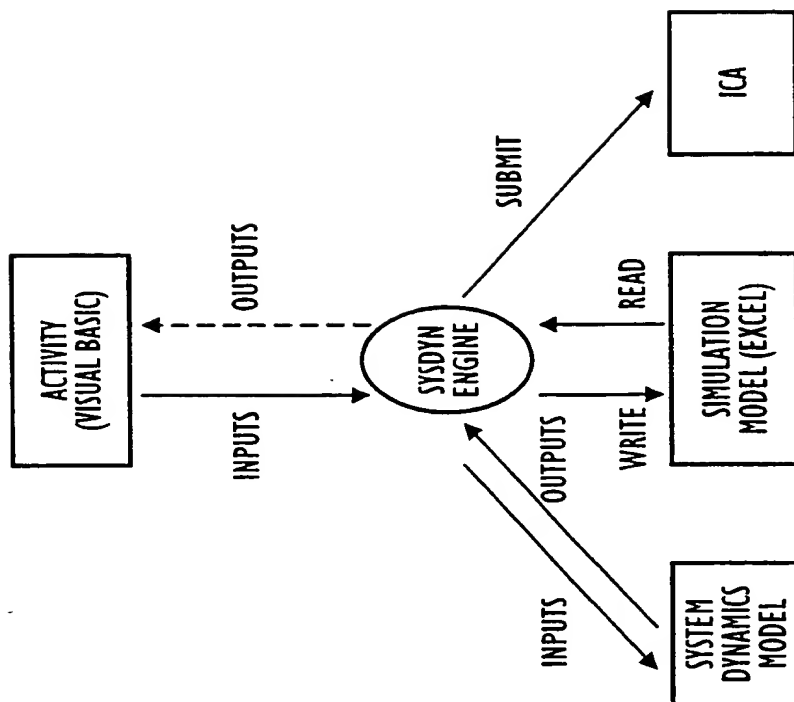 ACTIVITY
(VISUAL BASIC)
INPUTS
OUTPUTS
SYSDYN
ENGINE
INPUTS
OUTPUTS
WRITE
READ
SUBMIT
SYSTEM
DYNAMICS
MODEL
SIMULATION
MODEL (EXCEL)
ICA